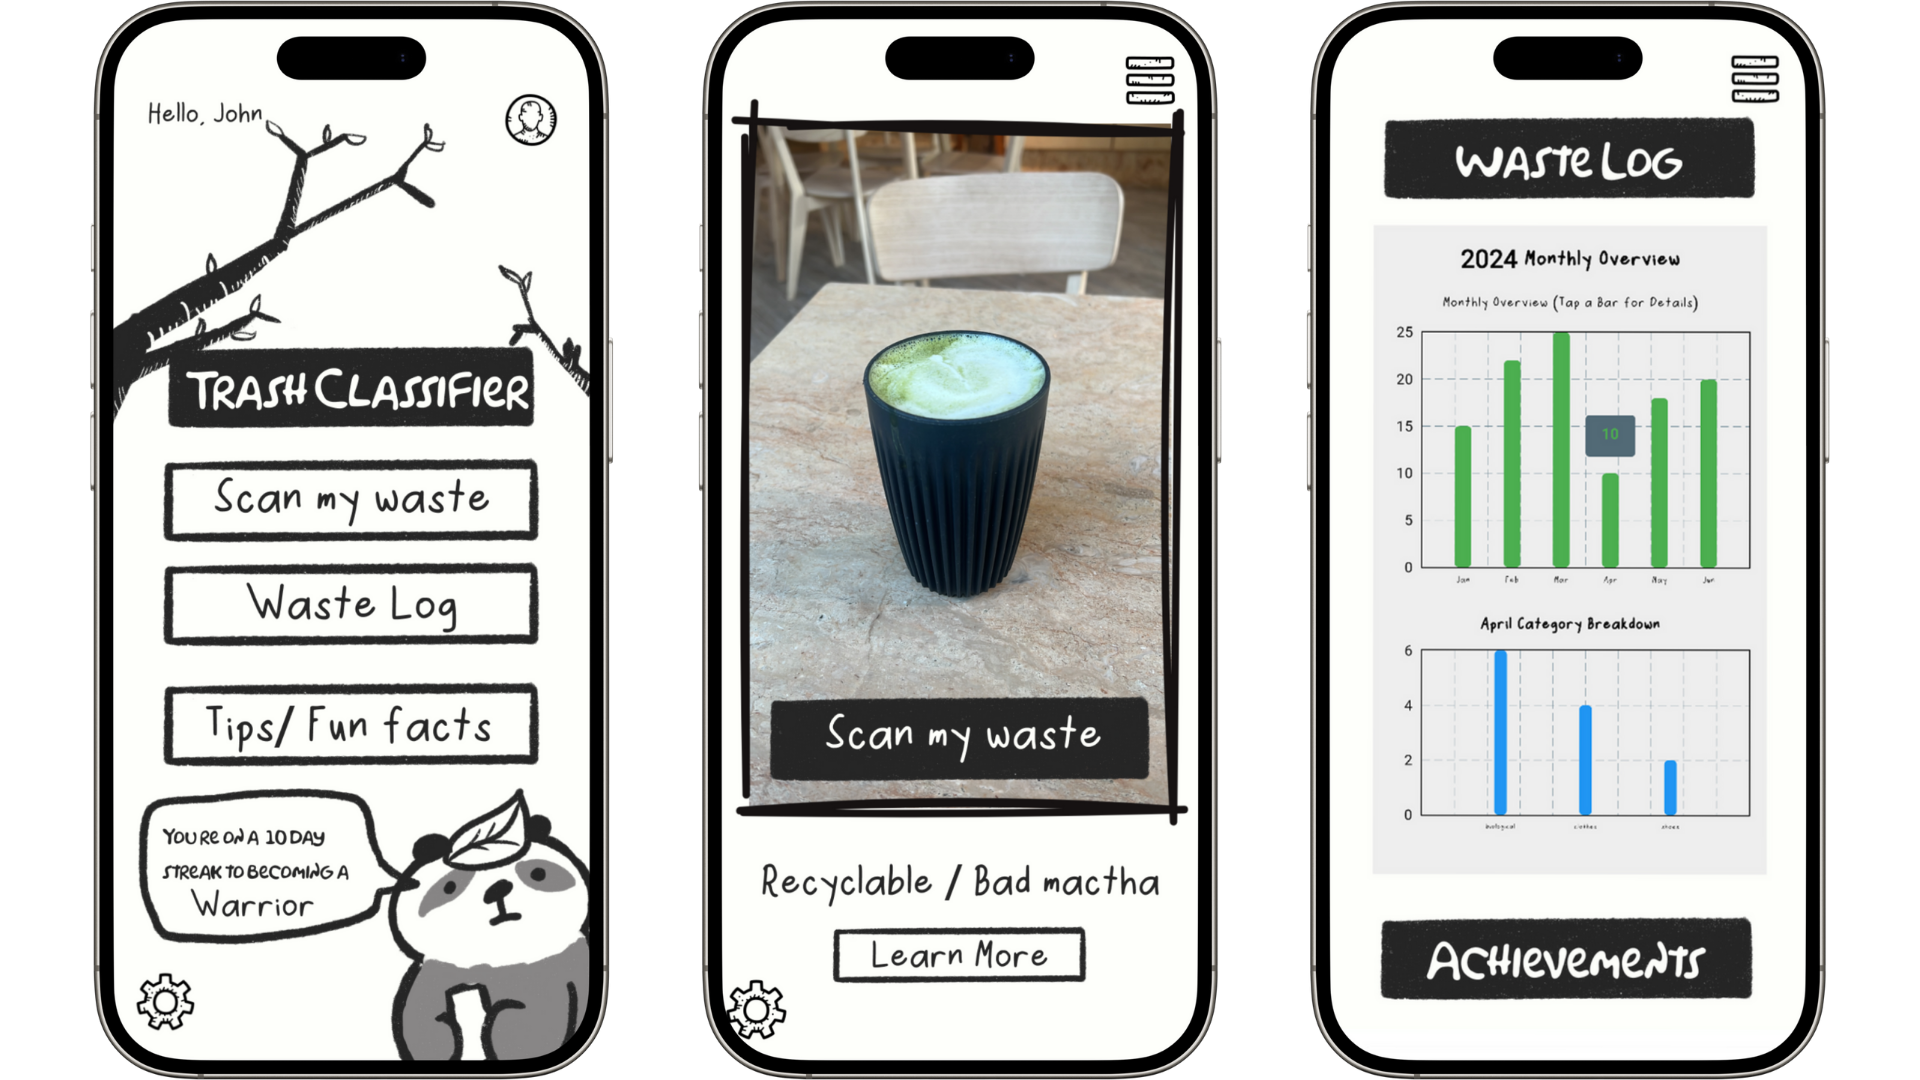 Hello, John
TRASH CLASSIFIER
Scan my waste
Waste Log
Tips/ Fun facts
YOURE ON A 10 DAY
STREAK TO BECOMING A
Warrior
Scan my waste
Recyclable / Bad mactha
Learn More
WASTE LOG
2024 Monthly Overview
Monthly Overview (Tap a Bar for Details)
25
20
15
10
5
0
10
Jan Feb Mar Apr May Jun
April Category Breakdown
6
4
2
0
biological clothes shoes
ACHIEVEMENTS